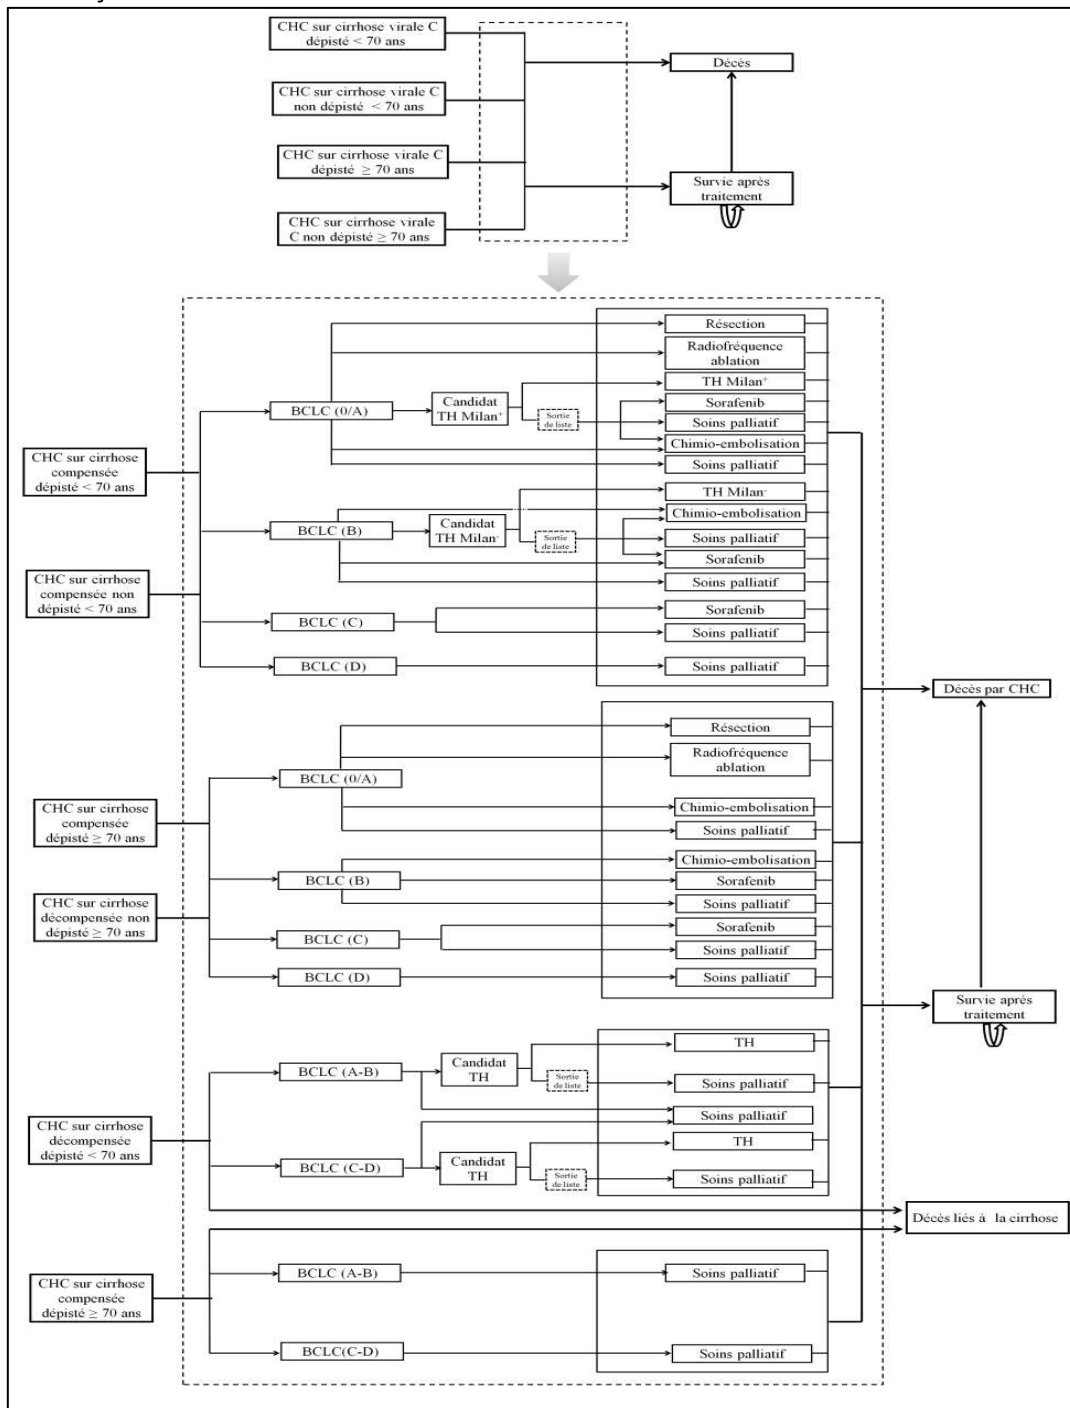 CHC sur cirrhose virale C
dépisté < 70 ans
CHC sur cirrhose virale C
non dépisté < 70 ans
CHC sur cirrhose virale C
dépisté ≥ 70 ans
CHC sur cirrhose virale
C non dépisté ≥ 70 ans
Décès
Survie après
traitement
CHC sur cirrhose
compensée
dépisté < 70 ans
CHC sur cirrhose
compensée non
dépisté < 70 ans
BCLC (0/A)
Candidat
TH Milan⁺
Sortie
de liste
Résection
Radiofréquence
ablation
TH Milan⁺
Sorafenib
Soins palliatif
Chimio-embolisation
Soins palliatif
BCLC (B)
Candidat
TH Milan⁻
Sortie
de liste
TH Milan⁻
Chimio-embolisation
Soins palliatif
Sorafenib
Soins palliatif
BCLC (C)
Sorafenib
Soins palliatif
BCLC (D)
Soins palliatif
Décès par CHC
CHC sur cirrhose
compensée
dépisté ≥ 70 ans
CHC sur cirrhose
décompensée non
dépisté ≥ 70 ans
BCLC (0/A)
Résection
Radiofréquence
ablation
Chimio-embolisation
Soins palliatif
BCLC (B)
Chimio-embolisation
Sorafenib
Soins palliatif
BCLC (C)
Sorafenib
Soins palliatif
BCLC (D)
Soins palliatif
Survie après
traitement
CHC sur cirrhose
décompensée
dépisté < 70 ans
BCLC (A-B)
Candidat
TH
Sortie
de liste
TH
Soins palliatif
Soins palliatif
BCLC (C-D)
Candidat
TH
Sortie
de liste
TH
Soins palliatif
Décès liés à la cirrhose
CHC sur cirrhose
compensée
dépisté ≥ 70 ans
BCLC (A-B)
Soins palliatif
BCLC(C-D)
Soins palliatif